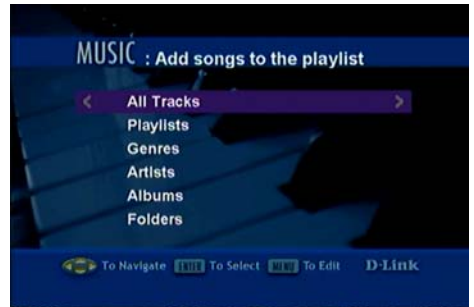 MUSIC : Add songs to the playlist
< All Tracks >
Playlists
Genres
Artists
Albums
Folders
To Navigate ENTER To Select MENU To Edit D-Link